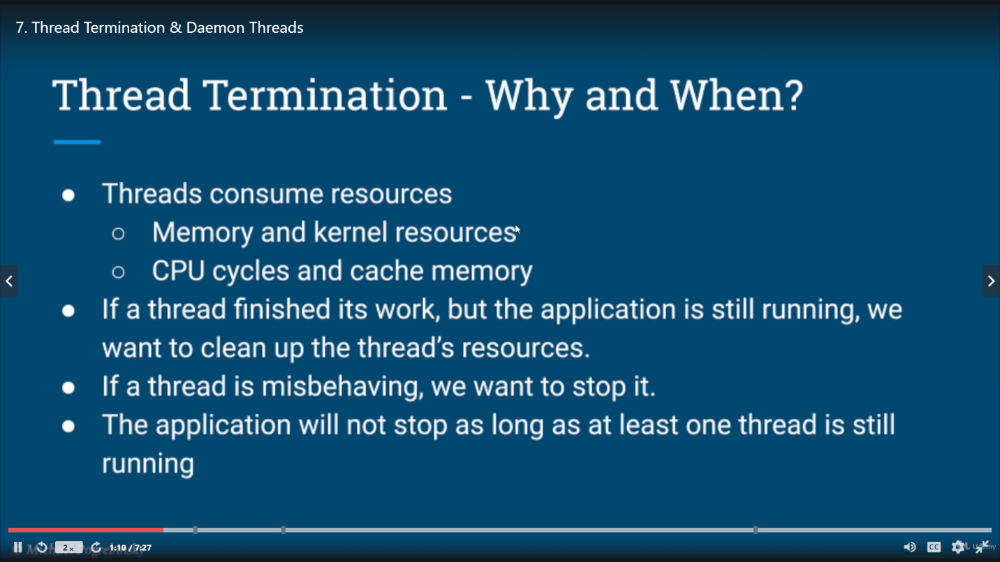 7. Thread Termination & Daemon Threads
Thread Termination - Why and When?
● Threads consume resources
○ Memory and kernel resources
○ CPU cycles and cache memory
● If a thread finished its work, but the application is still running, we
want to clean up the thread’s resources.
● If a thread is misbehaving, we want to stop it.
● The application will not stop as long as at least one thread is still
running
2x
1:10 / 7:27
CC
Udemy